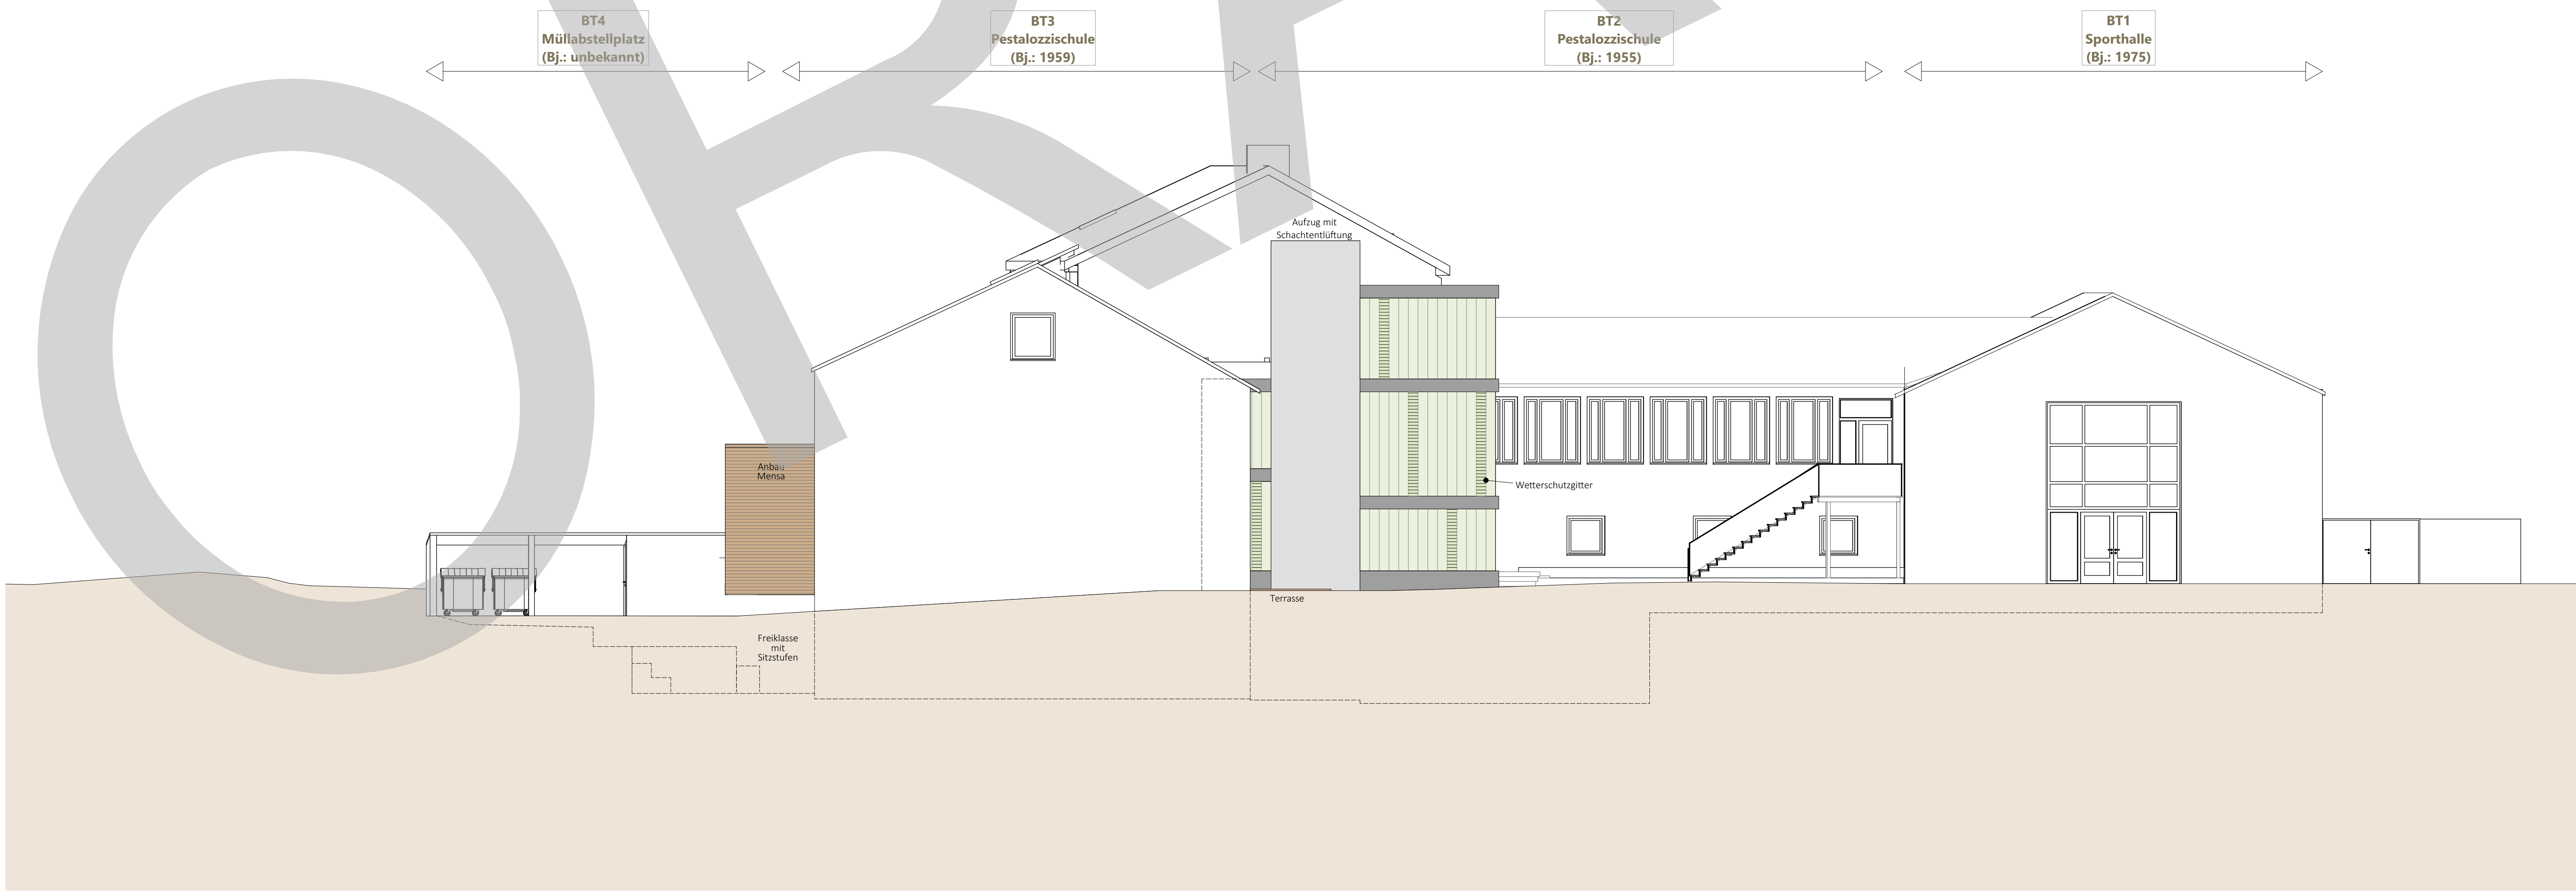 BT4
Müllabstellplatz
(Bj.: unbekannt)
BT3
Pestalozzischule
(Bj.: 1959)
BT2
Pestalozzischule
(Bj.: 1955)
BT1
Sporthalle
(Bj.: 1975)
Aufzug mit
Schachtentlüftung
Anbau
Mensa
Wetterschutzgitter
Terrasse
Freiklasse
mit
Sitzstufen